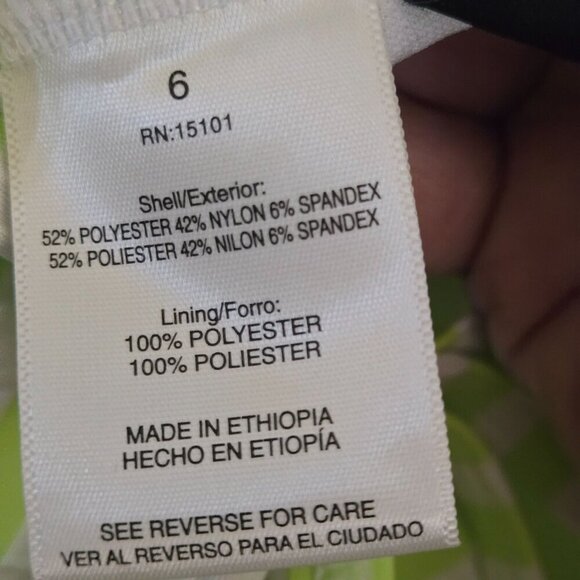 6
RN:15101
Shell/Exterior:
52% POLYESTER 42% NYLON 6% SPANDEX
52% POLIESTER 42% NILON 6% SPANDEX
Lining/Forro:
100% POLYESTER
100% POLIESTER
MADE IN ETHIOPIA
HECHO EN ETIOPÍA
SEE REVERSE FOR CARE
VER AL REVERSO PARA EL CIUDADO